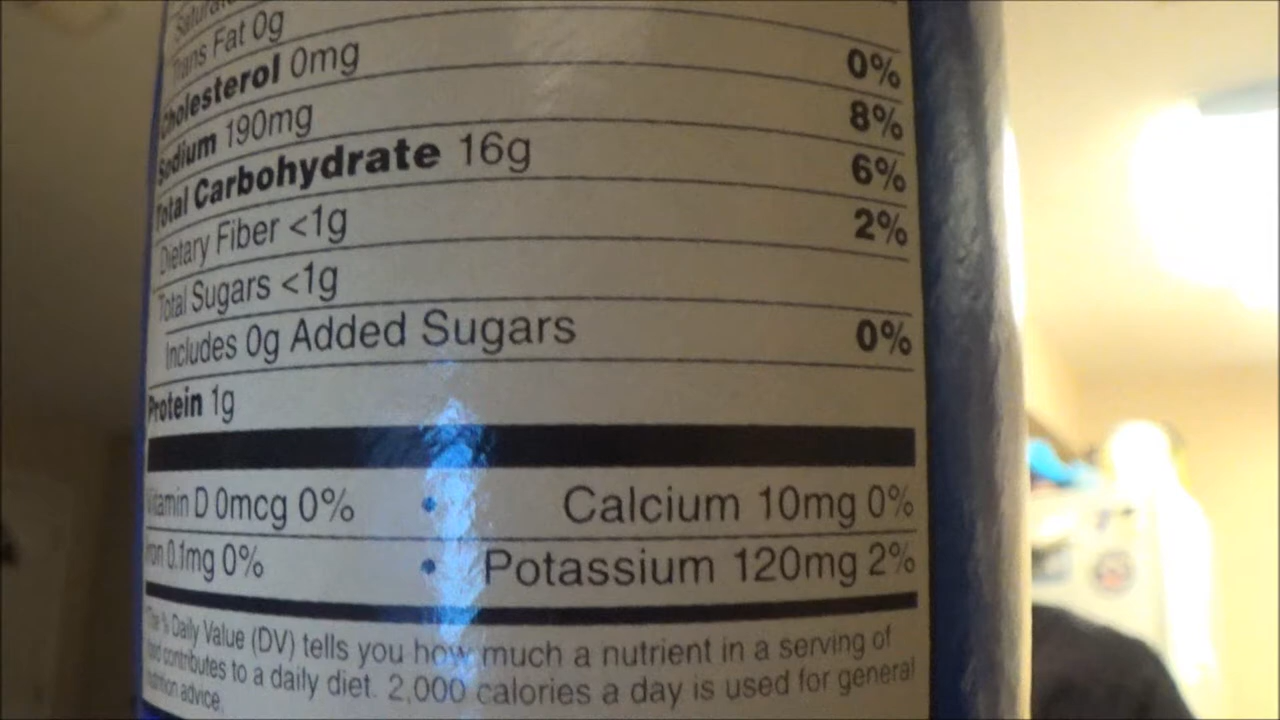 Trans Fat 0g
Cholesterol 0mg 0%
Sodium 190mg 8%
Total Carbohydrate 16g 6%
Dietary Fiber <1g 2%
Total Sugars <1g
Includes 0g Added Sugars 0%
Protein 1g
Vitamin D 0mcg 0% • Calcium 10mg 0%
Iron 0.1mg 0% • Potassium 120mg 2%
The % Daily Value (DV) tells you how much a nutrient in a serving of
food contributes to a daily diet. 2,000 calories a day is used for general
nutrition advice.